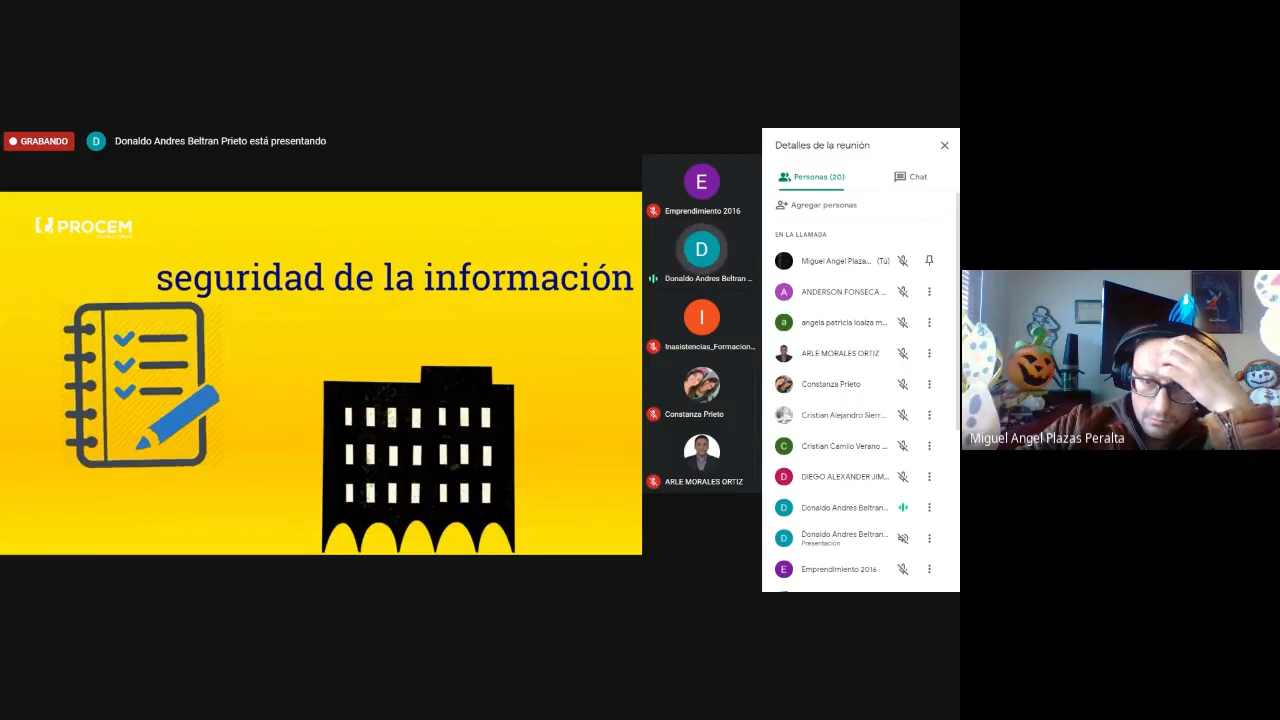 GRABANDO
D
Donaldo Andres Beltran Prieto está presentando
PROCEM
seguridad de la información
E
Emprendimiento 2016
D
Donaldo Andres Beltran ...
I
Inasistencias_Formacion...
Constanza Prieto
ARLE MORALES ORTIZ
Detalles de la reunión
Personas (20)
Chat
Agregar personas
EN LA LLAMADA
Miguel Angel Plaza... (Tú)
A
ANDERSON FONSECA ...
a
angela patricia loaiza m...
ARLE MORALES ORTIZ
Constanza Prieto
Cristian Alejandro Sierr...
C
Cristian Camilo Verano ...
D
DIEGO ALEXANDER JIM...
D
Donaldo Andres Beltran...
D
Donaldo Andres Beltran...
Presentación
E
Emprendimiento 2016
Miguel Angel Plazas Peralta